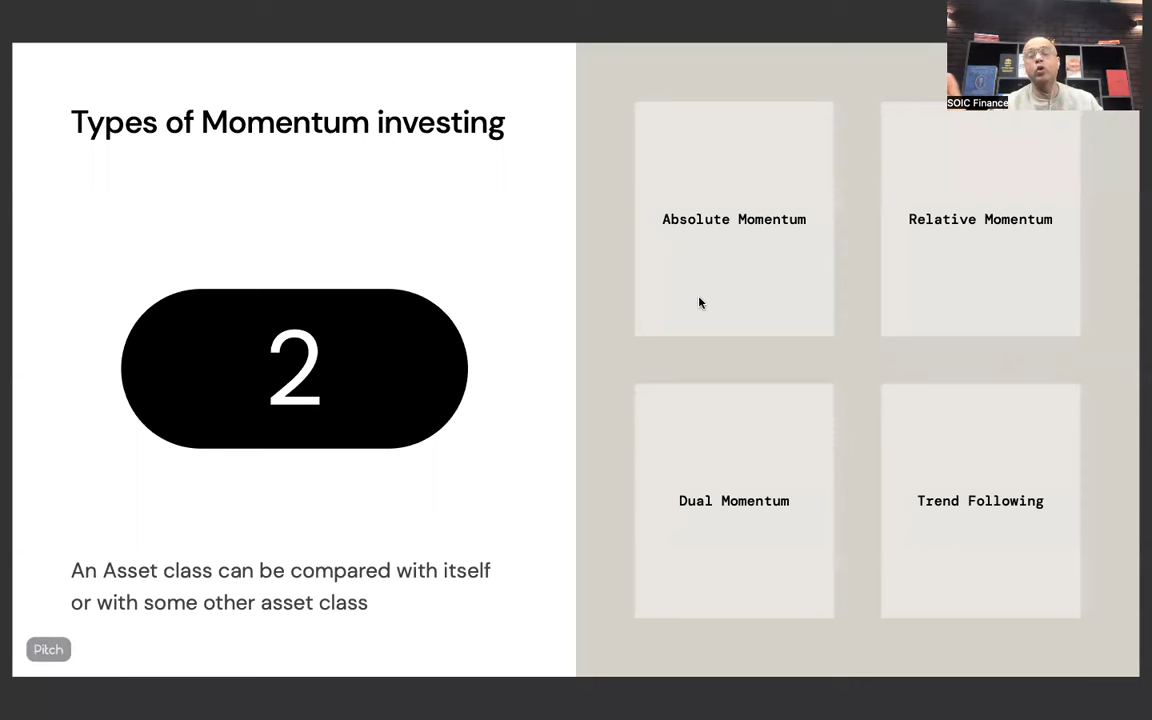 Types of Momentum investing
2
An Asset class can be compared with itself
or with some other asset class
Pitch
Absolute Momentum
Relative Momentum
Dual Momentum
Trend Following
SOIC Finance